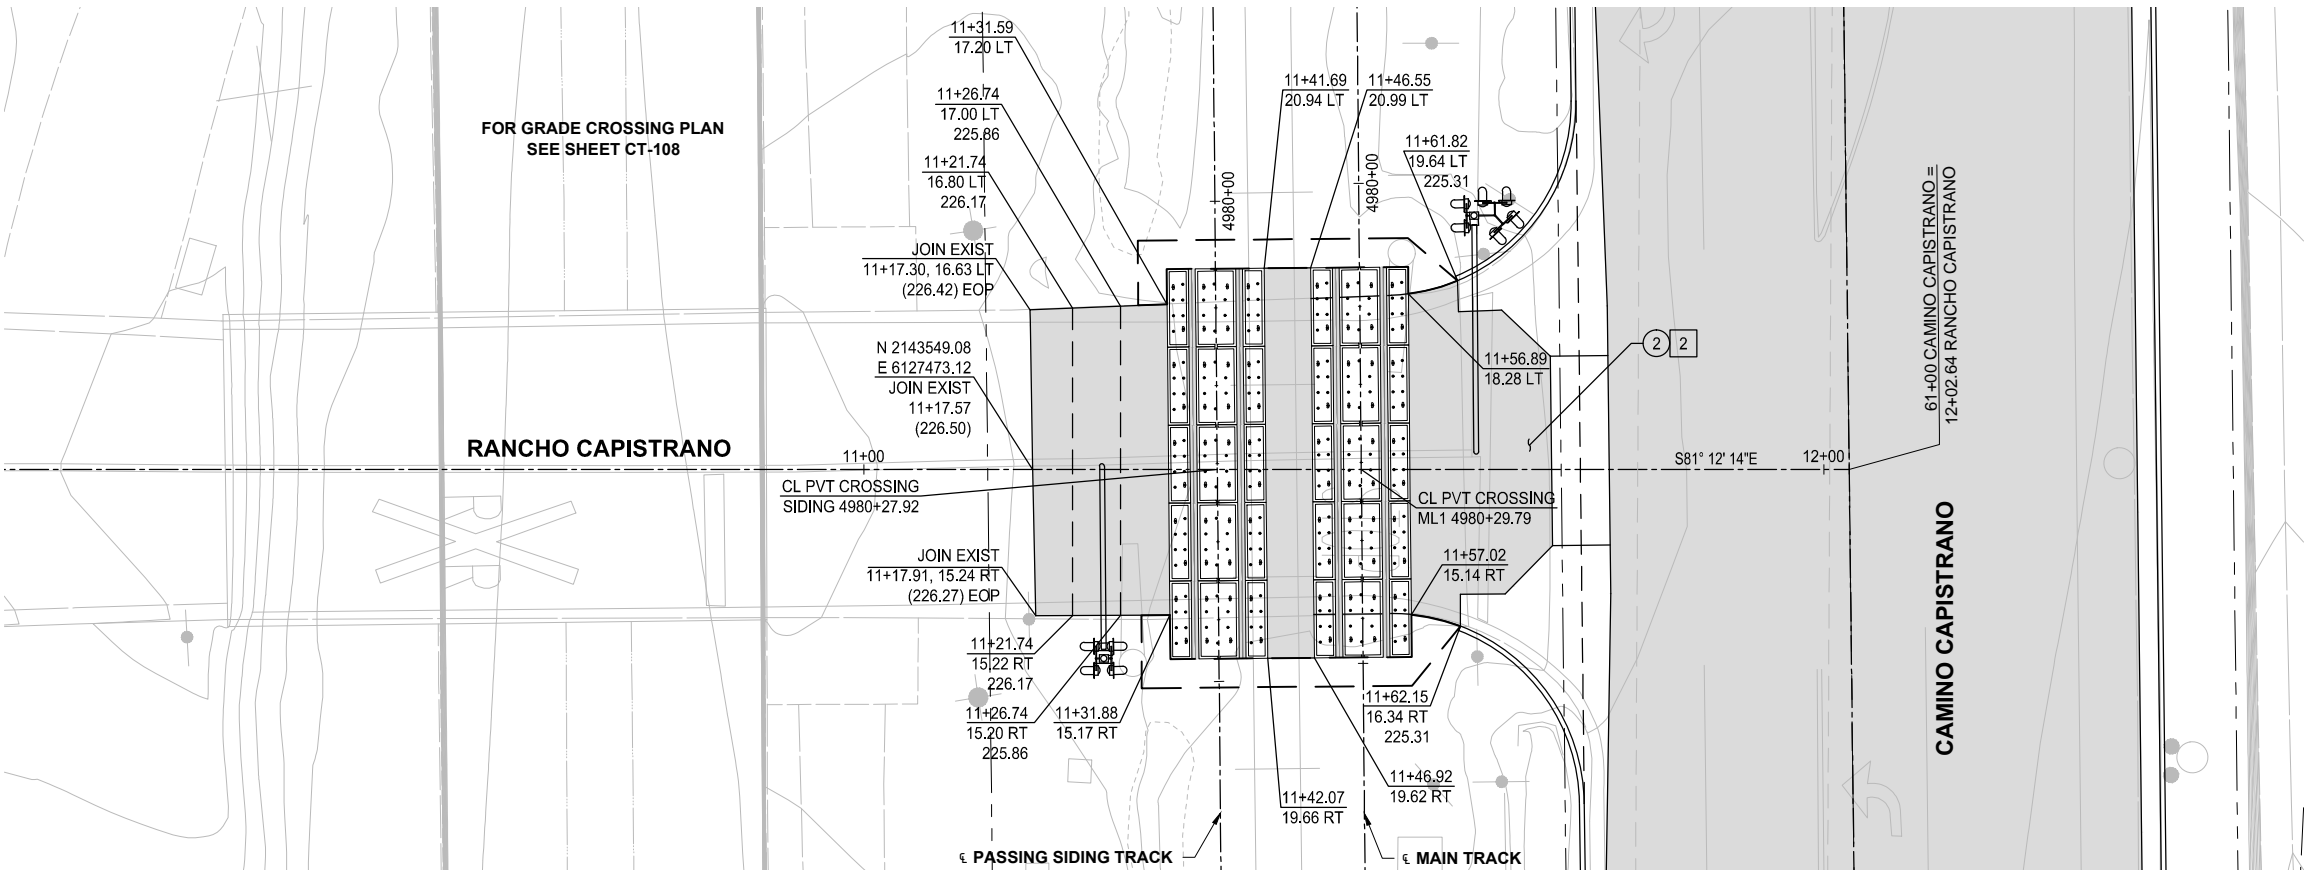 11+31.59
17.20 LT
11+26.74
17.00 LT
225.86
11+21.74
16.80 LT
226.17
JOIN EXIST
11+17.30, 16.63 LT
(226.42) EOP
N 2143549.08
E 6127473.12
JOIN EXIST
11+17.57
(226.50)
FOR GRADE CROSSING PLAN
SEE SHEET CT-108
RANCHO CAPISTRANO
11+00
CL PVT CROSSING
SIDING 4980+27.92
JOIN EXIST
11+17.91, 15.24 RT
(226.27) EOP
11+21.74
15.22 RT
226.17
11+26.74
15.20 RT
225.86
11+31.88
15.17 RT
4980+00
11+41.69
20.94 LT
11+46.55
20.99 LT
4980+00
11+61.82
19.64 LT
225.31
11+56.89
18.28 LT
2
2
CL PVT CROSSING
ML1 4980+29.79
11+57.02
15.14 RT
11+62.15
16.34 RT
225.31
11+46.92
19.62 RT
11+42.07
19.66 RT
℄ PASSING SIDING TRACK
℄ MAIN TRACK
S81° 12' 14"E
12+00
61+00 CAMINO CAPISTRANO =
12+02.64 RANCHO CAPISTRANO
CAMINO CAPISTRANO